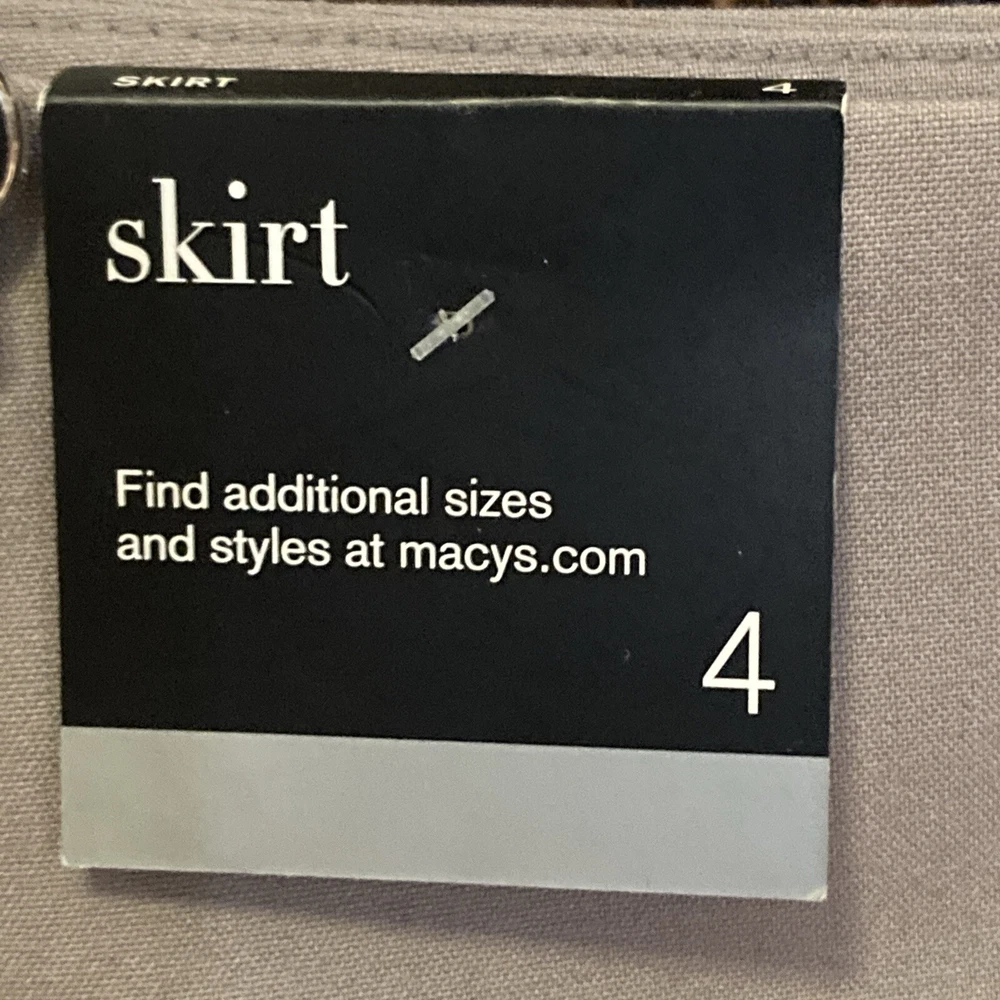 SKIRT 4
skirt
Find additional sizes
and styles at macys.com
4